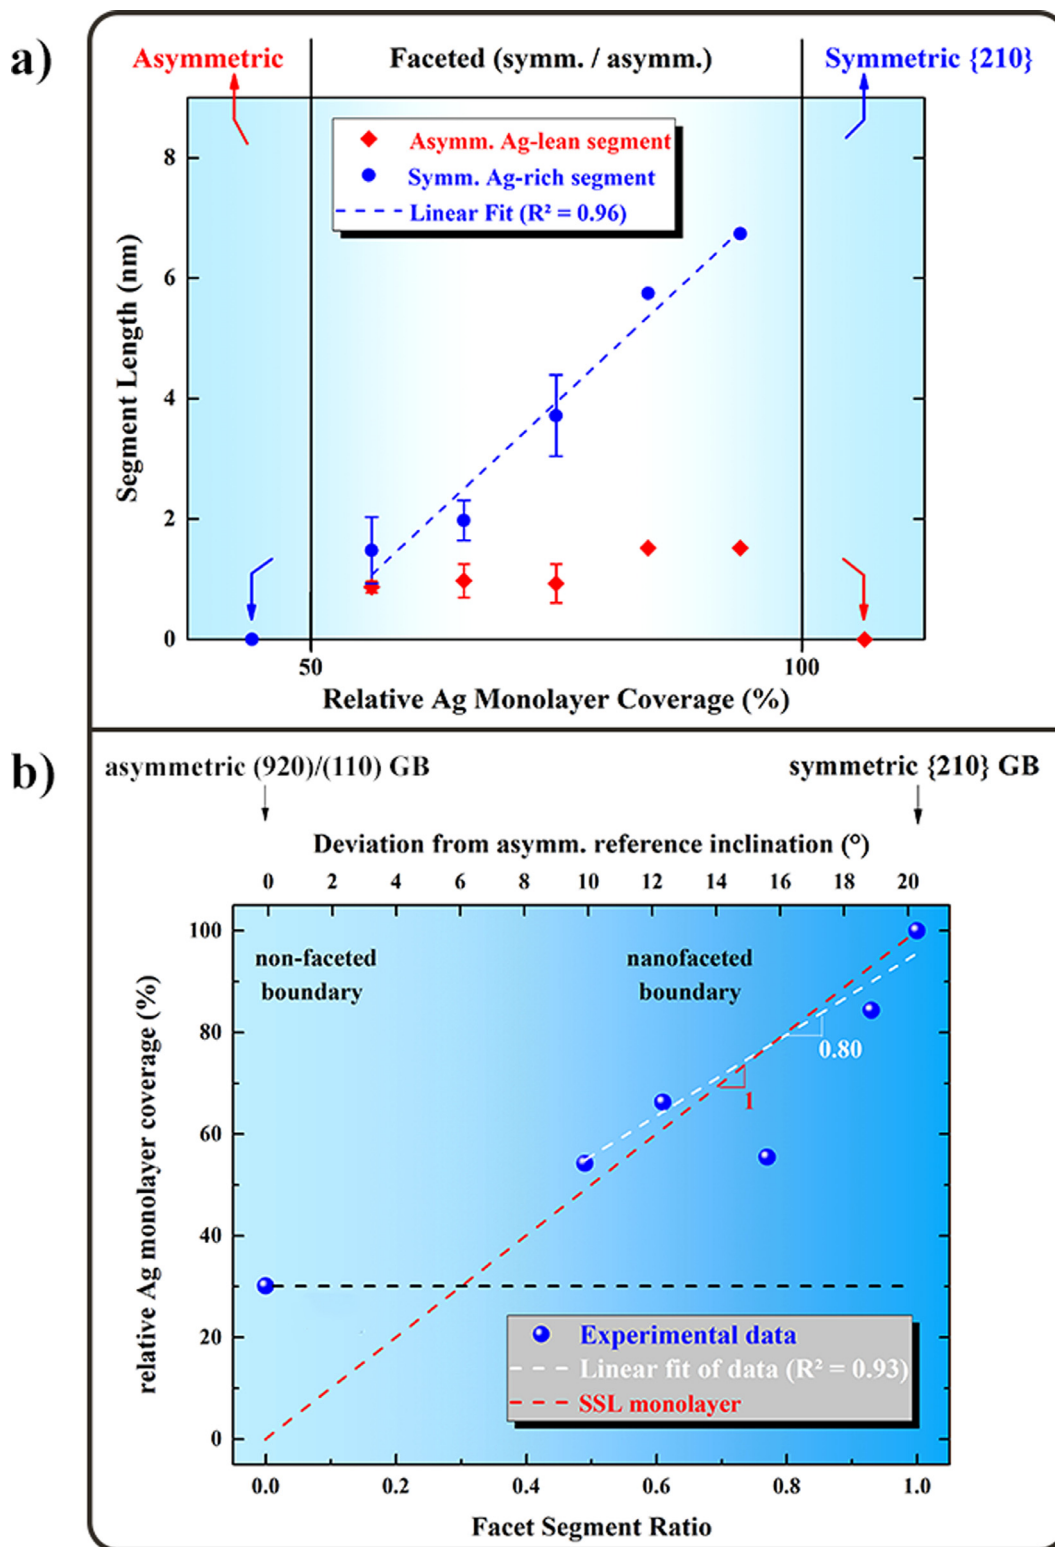 a)
Asymmetric
Faceted (symm. / asymm.)
Symmetric {210}
Asymm. Ag-lean segment
Symm. Ag-rich segment
Linear Fit (R² = 0.96)
Segment Length (nm)
8
6
4
2
0
50
100
Relative Ag Monolayer Coverage (%)
b)
asymmetric (920)/(110) GB
symmetric {210} GB
Deviation from asymm. reference inclination (°)
0 2 4 6 8 10 12 14 16 18 20
relative Ag monolayer coverage (%)
100
80
60
40
20
0
non-faceted
boundary
nanofaceted
boundary
0.80
1
Experimental data
Linear fit of data (R² = 0.93)
SSL monolayer
0.0 0.2 0.4 0.6 0.8 1.0
Facet Segment Ratio